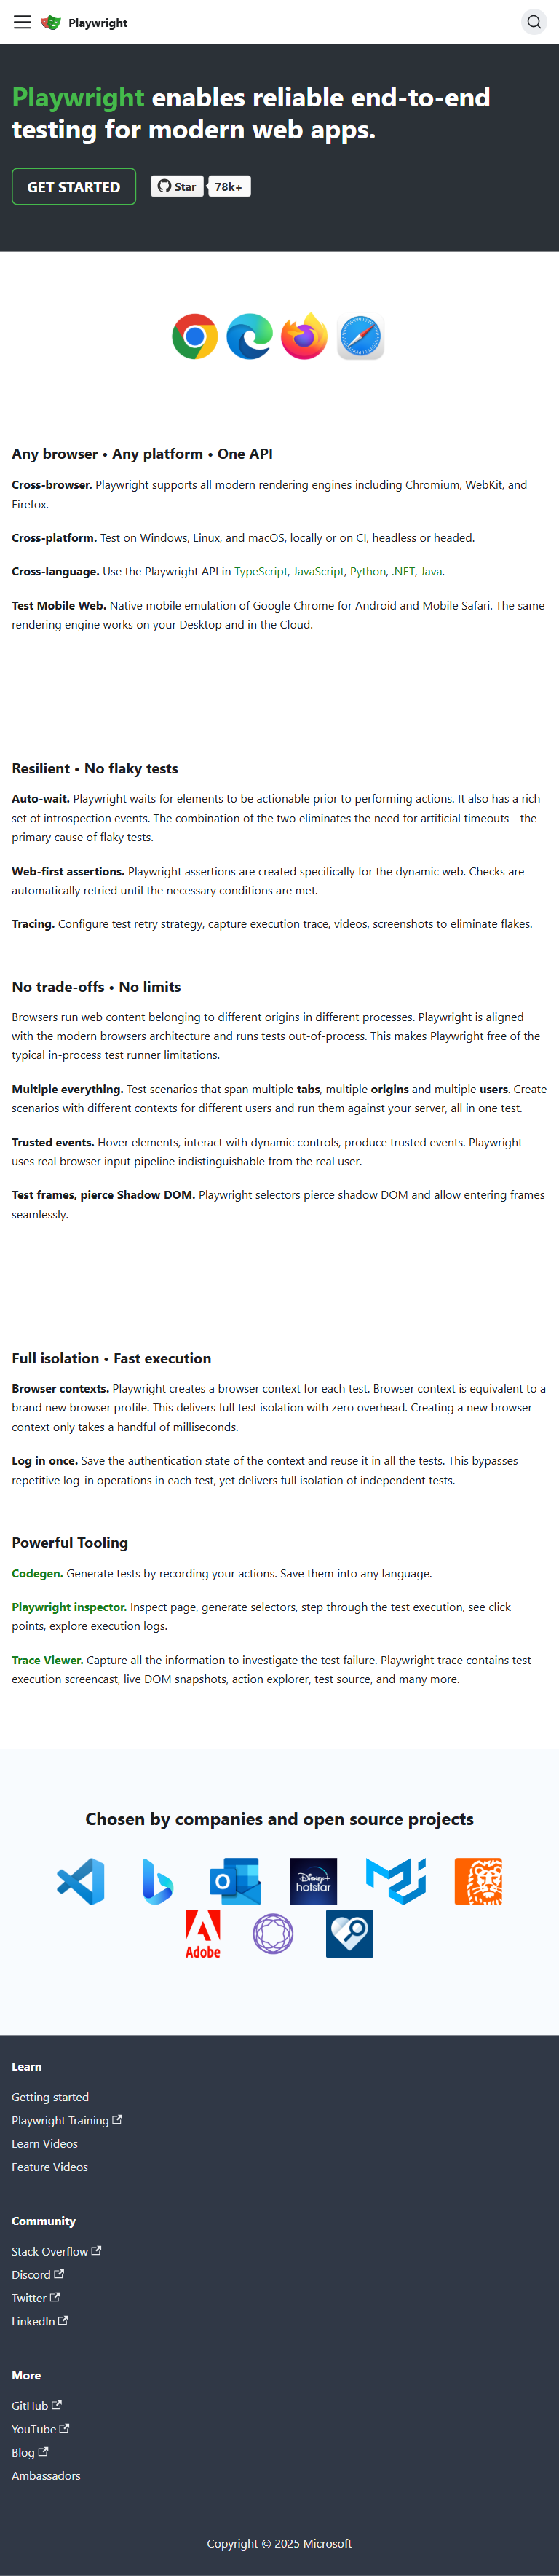 Playwright
Playwright enables reliable end-to-end
testing for modern web apps.
GET STARTED
Star
78k+
Any browser • Any platform • One API
Cross-browser. Playwright supports all modern rendering engines including Chromium, WebKit, and
Firefox.
Cross-platform. Test on Windows, Linux, and macOS, locally or on CI, headless or headed.
Cross-language. Use the Playwright API in TypeScript, JavaScript, Python, .NET, Java.
Test Mobile Web. Native mobile emulation of Google Chrome for Android and Mobile Safari. The same
rendering engine works on your Desktop and in the Cloud.
Resilient • No flaky tests
Auto-wait. Playwright waits for elements to be actionable prior to performing actions. It also has a rich
set of introspection events. The combination of the two eliminates the need for artificial timeouts - the
primary cause of flaky tests.
Web-first assertions. Playwright assertions are created specifically for the dynamic web. Checks are
automatically retried until the necessary conditions are met.
Tracing. Configure test retry strategy, capture execution trace, videos, screenshots to eliminate flakes.
No trade-offs • No limits
Browsers run web content belonging to different origins in different processes. Playwright is aligned
with the modern browsers architecture and runs tests out-of-process. This makes Playwright free of the
typical in-process test runner limitations.
Multiple everything. Test scenarios that span multiple tabs, multiple origins and multiple users. Create
scenarios with different contexts for different users and run them against your server, all in one test.
Trusted events. Hover elements, interact with dynamic controls, produce trusted events. Playwright
uses real browser input pipeline indistinguishable from the real user.
Test frames, pierce Shadow DOM. Playwright selectors pierce shadow DOM and allow entering frames
seamlessly.
Full isolation • Fast execution
Browser contexts. Playwright creates a browser context for each test. Browser context is equivalent to a
brand new browser profile. This delivers full test isolation with zero overhead. Creating a new browser
context only takes a handful of milliseconds.
Log in once. Save the authentication state of the context and reuse it in all the tests. This bypasses
repetitive log-in operations in each test, yet delivers full isolation of independent tests.
Powerful Tooling
Codegen. Generate tests by recording your actions. Save them into any language.
Playwright inspector. Inspect page, generate selectors, step through the test execution, see click
points, explore execution logs.
Trace Viewer. Capture all the information to investigate the test failure. Playwright trace contains test
execution screencast, live DOM snapshots, action explorer, test source, and many more.
Chosen by companies and open source projects
O
Disney+
hotstar
Adobe
Learn
Getting started
Playwright Training
Learn Videos
Feature Videos
Community
Stack Overflow
Discord
Twitter
LinkedIn
More
GitHub
YouTube
Blog
Ambassadors
Copyright © 2025 Microsoft